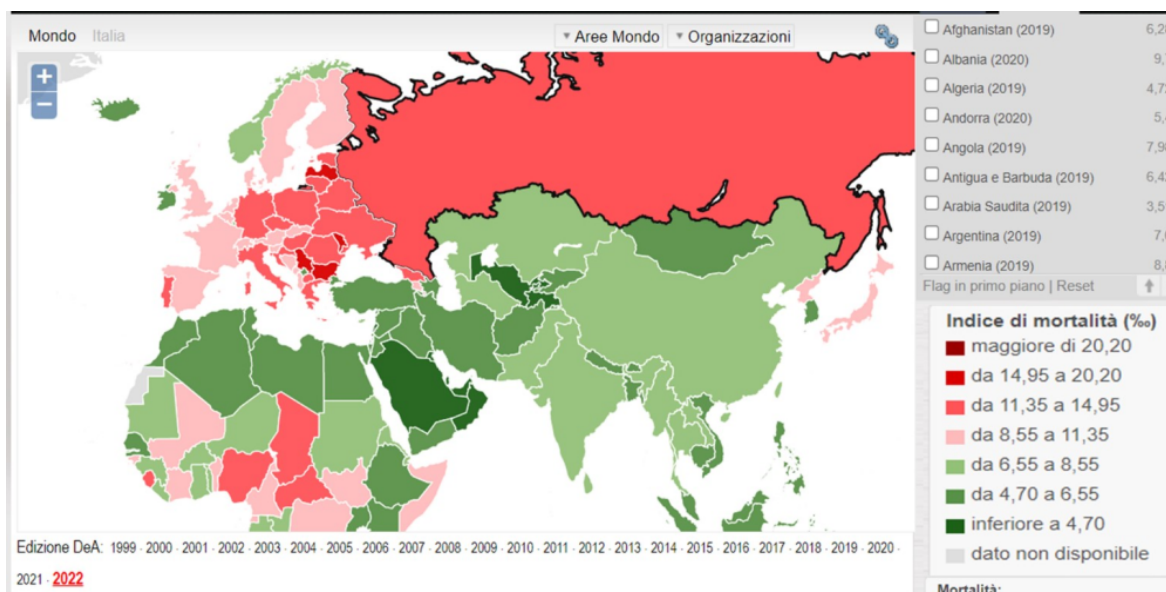 Mondo Italia
Aree Mondo
Organizzazioni
+
−
Afghanistan (2019)
Albania (2020)
Algeria (2019)
Andorra (2020)
Angola (2019)
Antigua e Barbuda (2019)
Arabia Saudita (2019)
Argentina (2019)
Armenia (2019)
Flag in primo piano | Reset
Indice di mortalità (‰)
maggiore di 20,20
da 14,95 a 20,20
da 11,35 a 14,95
da 8,55 a 11,35
da 6,55 a 8,55
da 4,70 a 6,55
inferiore a 4,70
dato non disponibile
Mortalità:
Edizione DeA: 1999 · 2000 · 2001 · 2002 · 2003 · 2004 · 2005 · 2006 · 2007 · 2008 · 2009 · 2010 · 2011 · 2012 · 2013 · 2014 · 2015 · 2016 · 2017 · 2018 · 2019 · 2020 ·
2021 · 2022